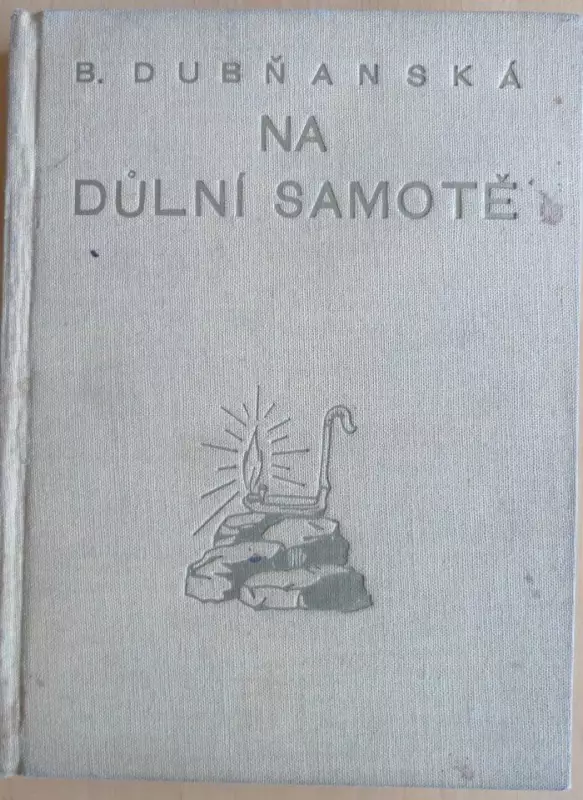 B. DUBŇANSKÁ
NA
DŮLNÍ SAMOTĚ